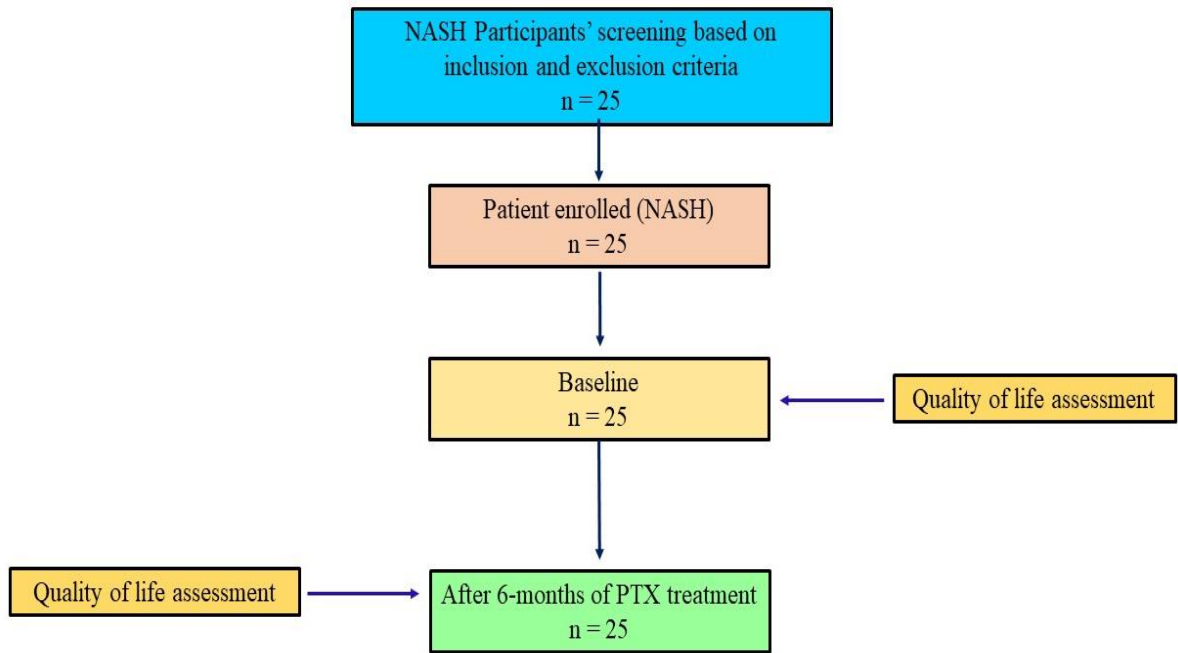 NASH Participants’ screening based on
inclusion and exclusion criteria
n = 25
Patient enrolled (NASH)
n = 25
Baseline
n = 25
Quality of life assessment
Quality of life assessment
After 6-months of PTX treatment
n = 25